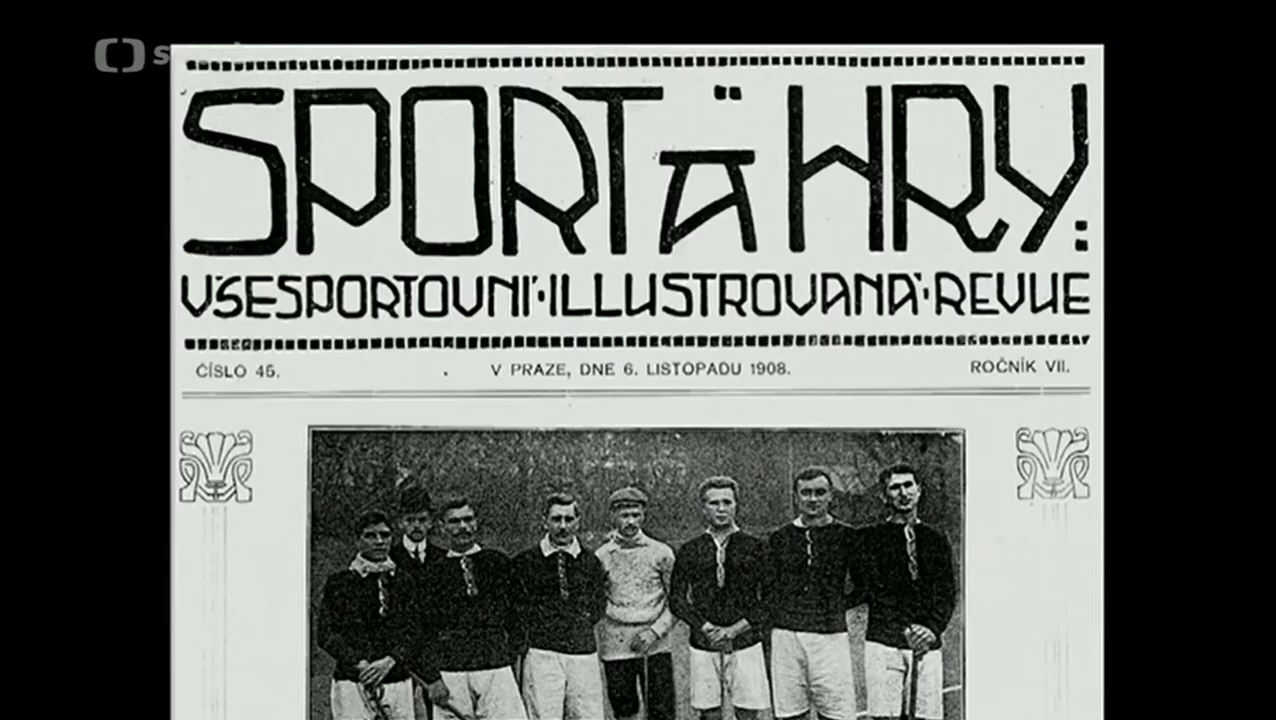 SPORT A HRY:
VŠESPORTOVNÍ·ILLUSTROVANÁ·REVUE
ČÍSLO 45. V PRAZE, DNE 6. LISTOPADU 1908. ROČNÍK VII.